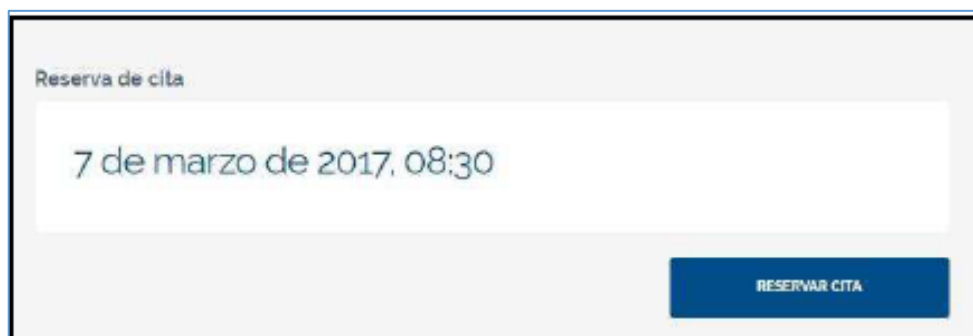 Reserva de cita
7 de marzo de 2017, 08:30
RESERVAR CITA